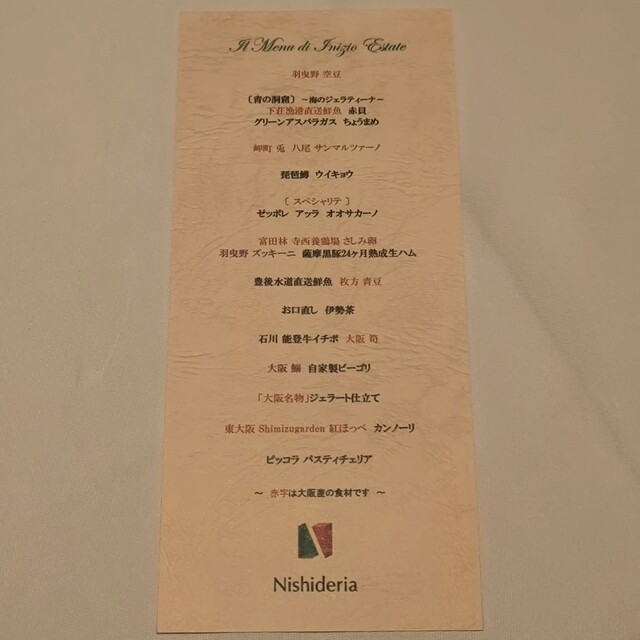 Il Menu di Inizio Estate
羽曳野 空豆
〔青の洞窟〕 ~海のジェラティーナ~
下荘漁港直送鮮魚 赤貝
グリーンアスパラガス ちょうまめ
岬町 兎 八尾 サンマルツァーノ
琵琶鱒 ウイキョウ
〔 スペシャリテ 〕
ゼッポレ アッラ オオサカーノ
富田林 寺西養鶏場 さしみ卵
羽曳野 ズッキーニ 薩摩黒豚24ヶ月熟成生ハム
豊後水道直送鮮魚 枚方 青豆
お口直し 伊勢茶
石川 能登牛イチボ 大阪 筍
大阪 鰯 自家製ビーゴリ
「大阪名物」ジェラート仕立て
東大阪 Shimizugarden 紅ほっぺ カンノーリ
ピッコラ パスティチェリア
~ 赤字は大阪産の食材です ~
Nishideria